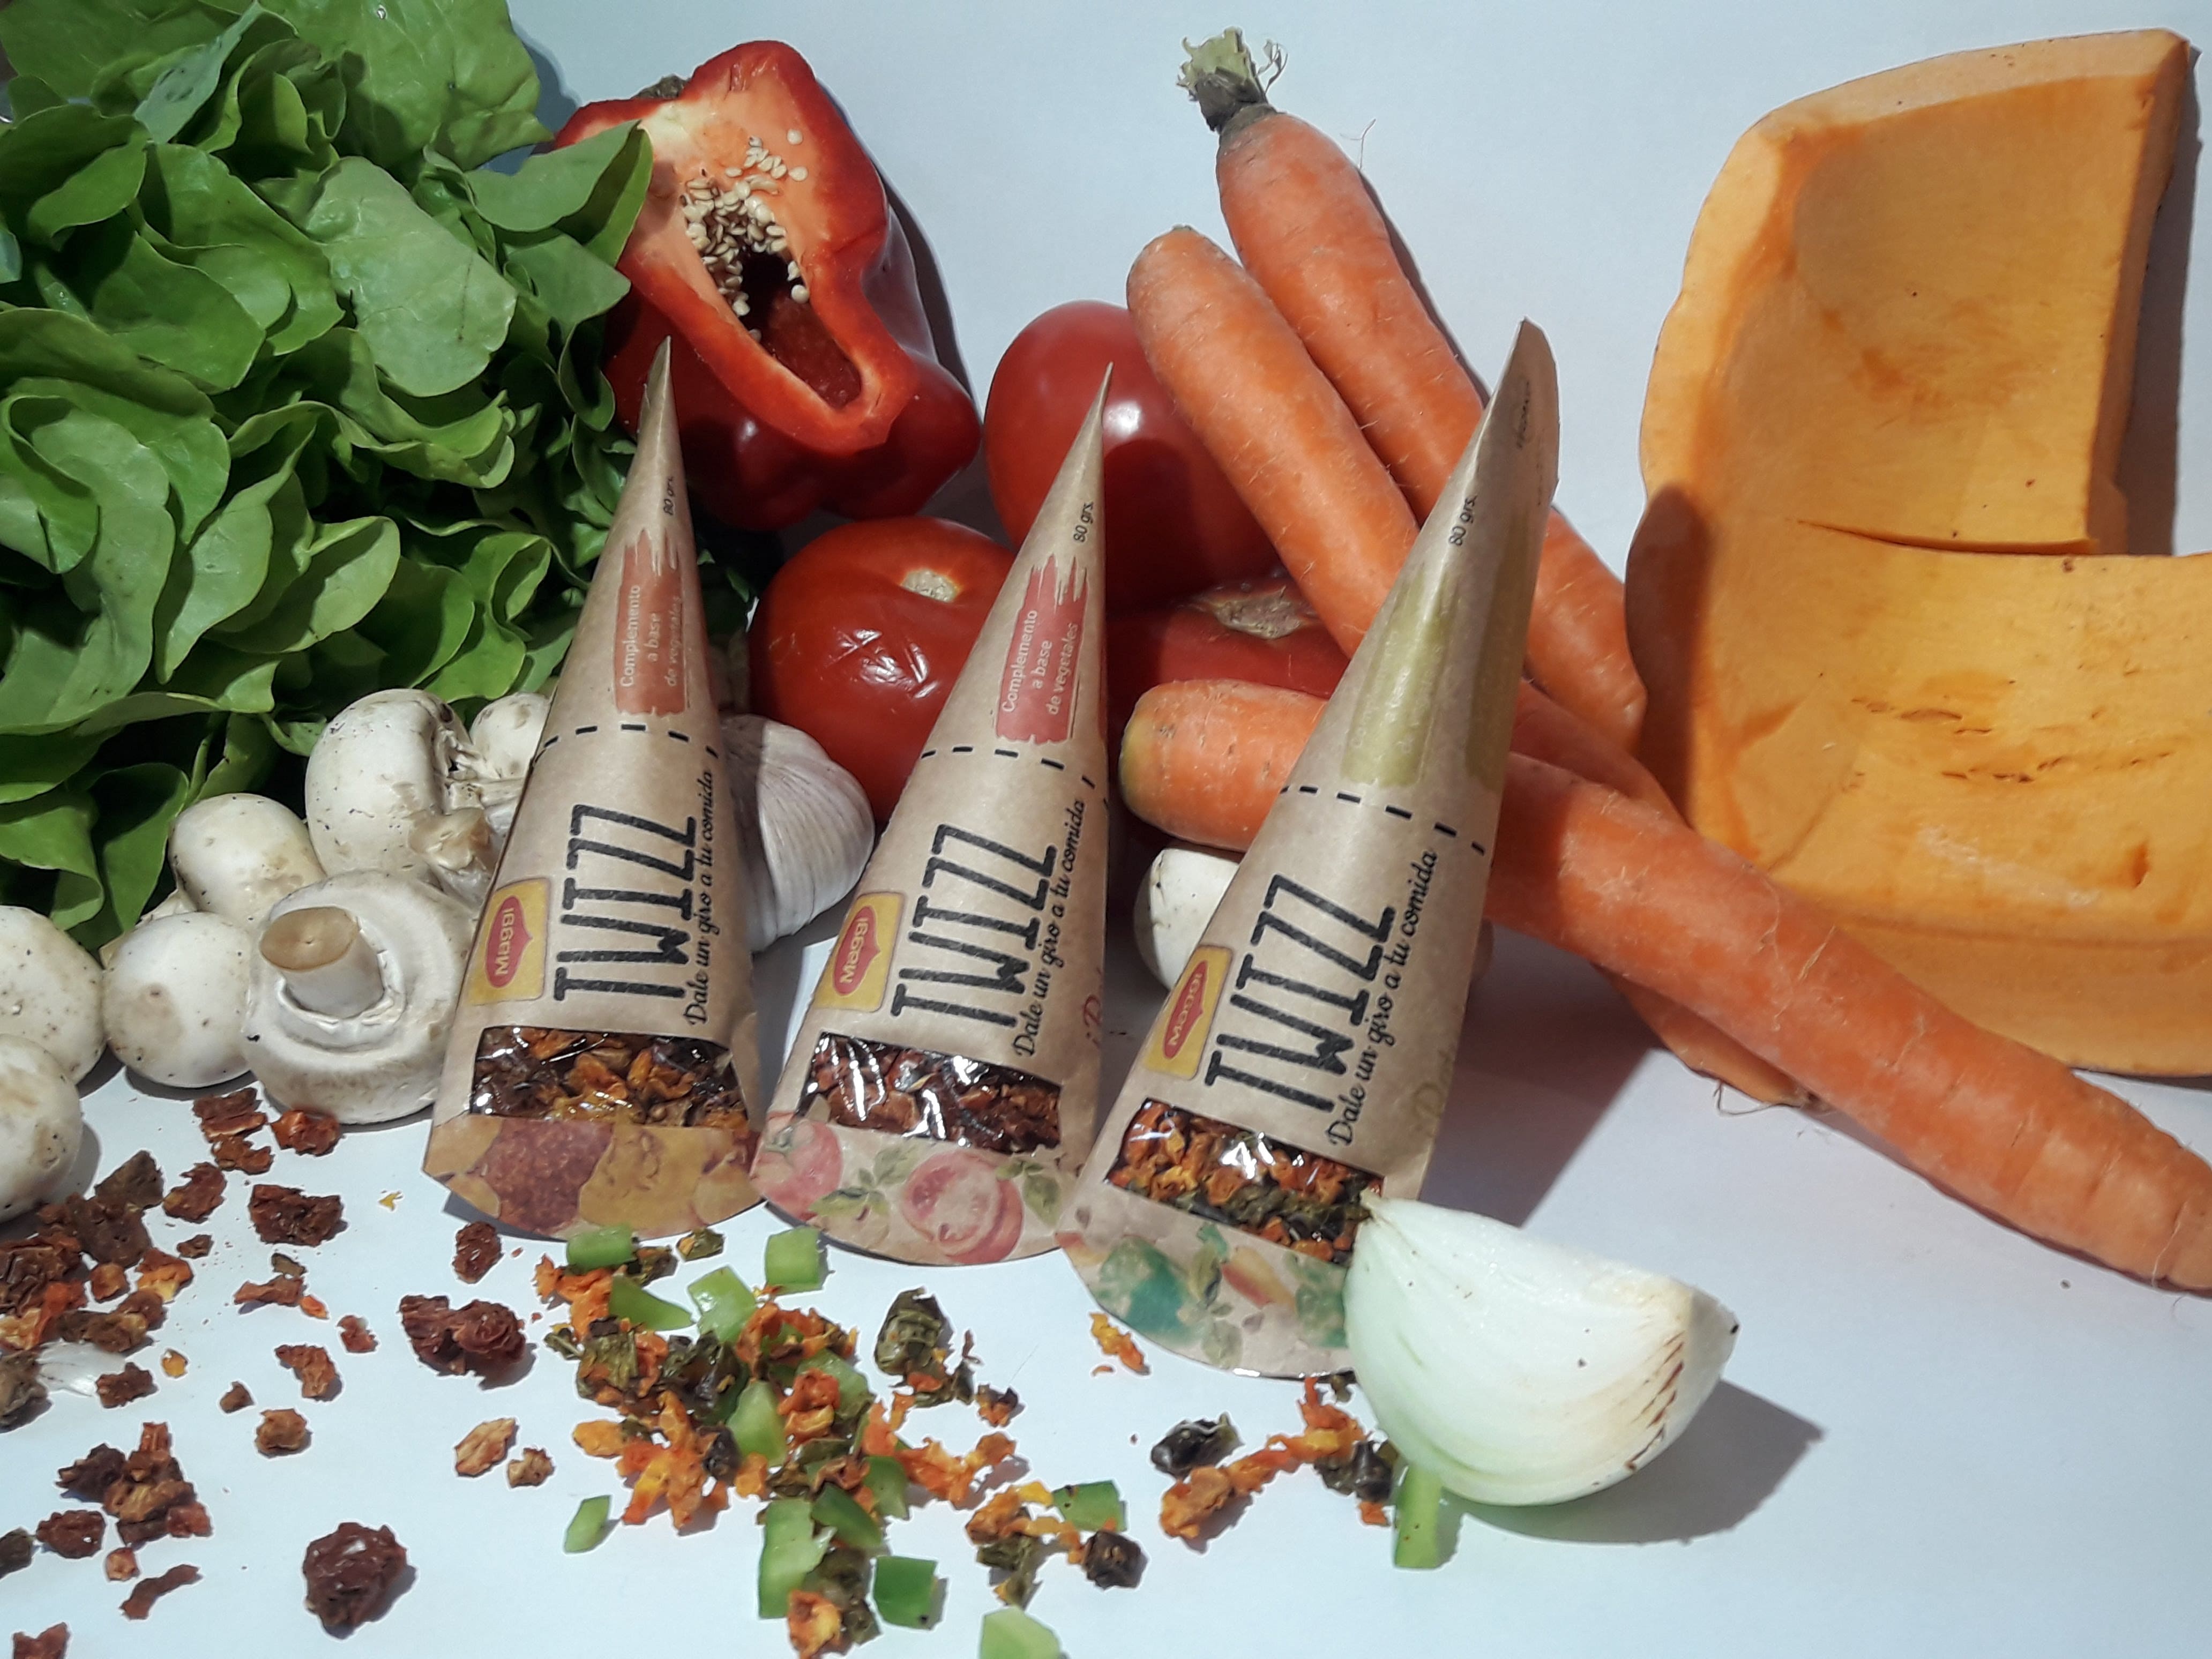 80 grs.
Complemento
a base
de vegetales
Maggi
TWIZZ
Dale un giro a tu comida
80 grs.
Complemento
a base
de vegetales
Maggi
TWIZZ
Dale un giro a tu comida
80 grs.
Maggi
TWIZZ
Dale un giro a tu comida